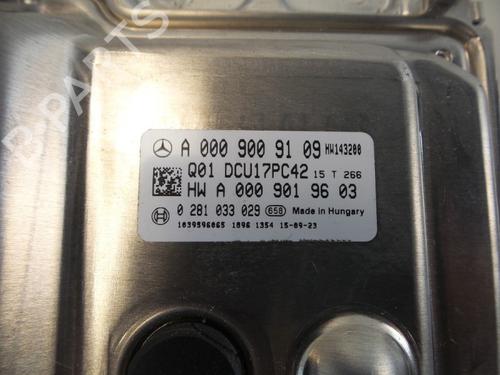 A 000 900 91 09 HW143200
Q01 DCU17PC42 15 T 266
HW A 000 901 96 03
0 281 033 029 658 Made in Hungary
1039S96065 1896 1354 15-09-23
B-PARTS